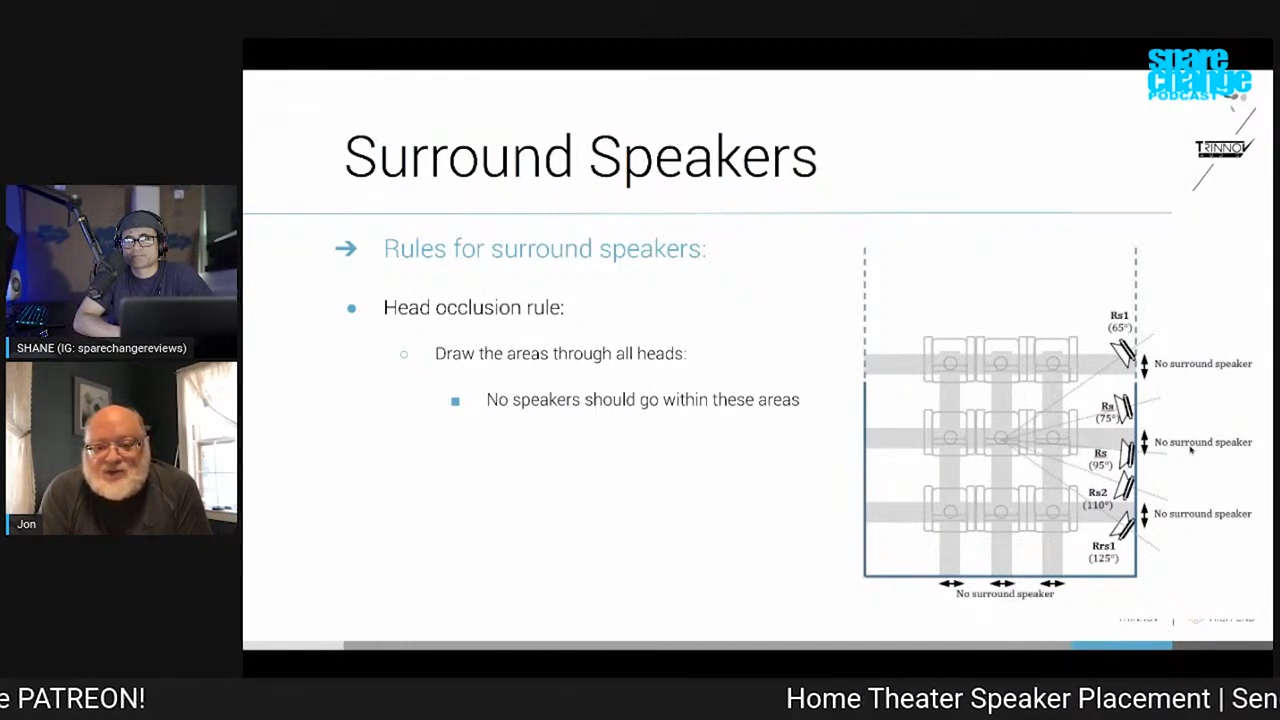 spare
change
PODCAST
TRINNOV
AUDIO
Surround Speakers
Rules for surround speakers:
Head occlusion rule:
Draw the areas through all heads:
No speakers should go within these areas
Rs1
(65°)
No surround speaker
Rs
(75°)
No surround speaker
Rs
(95°)
Rs2
(110°)
No surround speaker
Rrs1
(125°)
No surround speaker
SHANE (IG: sparechangereviews)
Jon
e PATREON!
Home Theater Speaker Placement | Sen